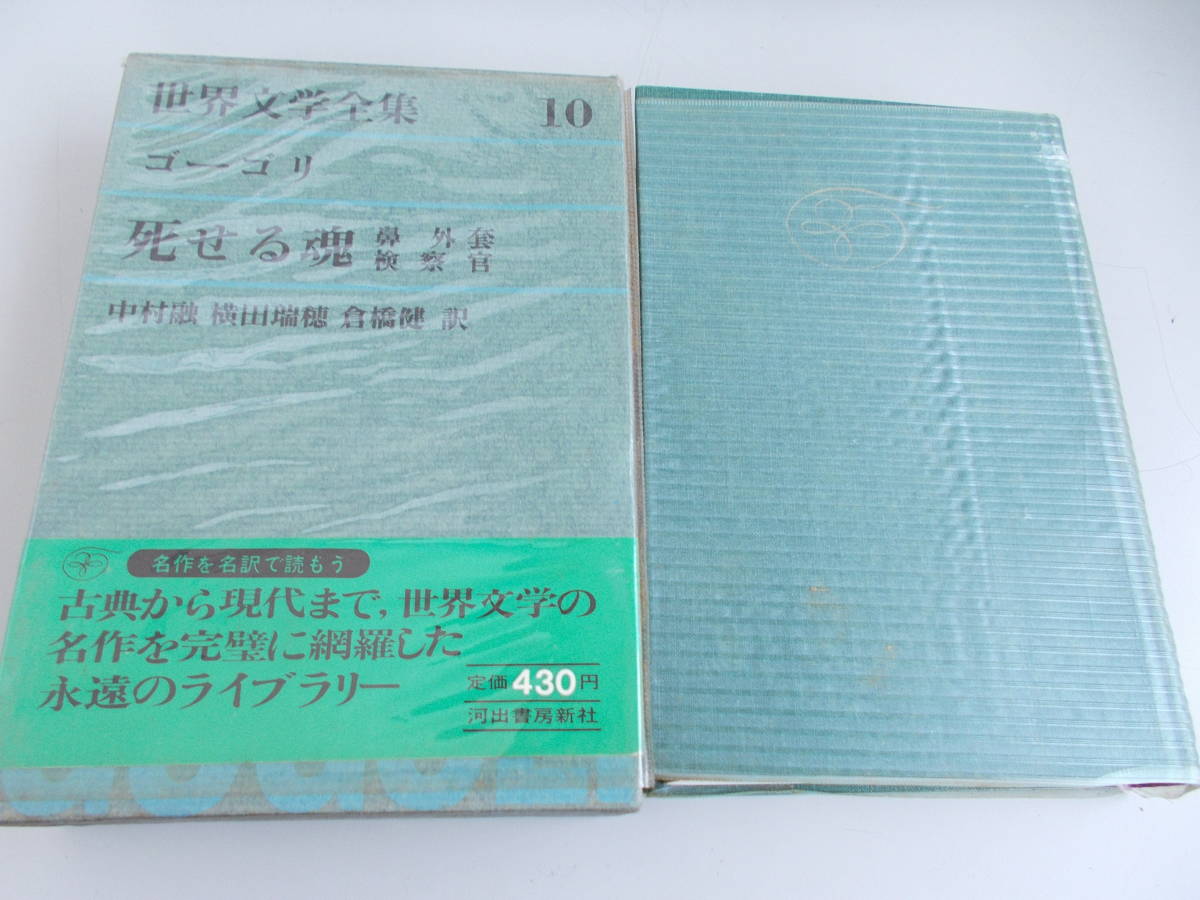 世界文学全集 10
ゴーゴリ
死せる魂 鼻 外套
検察官
中村融 横田瑞穂 倉橋健 訳
名作を名訳で読もう
古典から現代まで, 世界文学の
名作を完璧に網羅した
永遠のライブラリー
定価430円
河出書房新社